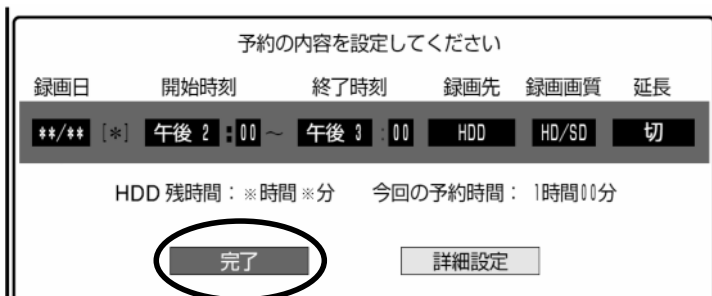 予約の内容を設定してください
録画日 開始時刻 終了時刻 録画先 録画画質 延長
**/** [*] 午後 2 : 00 ～ 午後 3 : 00 HDD HD/SD 切
HDD 残時間：※時間※分 今回の予約時間： 1時間00分
完了 詳細設定